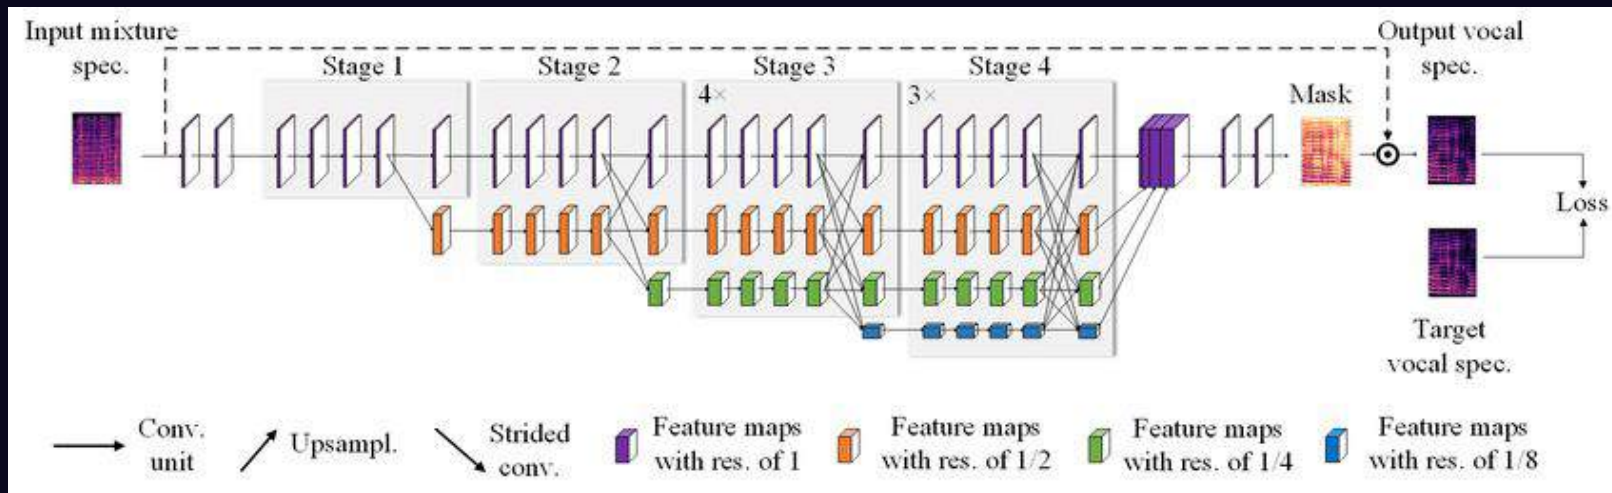 Input mixture
spec.
Stage 1
Stage 2
Stage 3
Stage 4
Output vocal
spec.
4×
3×
Mask
Loss
Target
vocal spec.
Conv.
unit
Upsampl.
Strided
conv.
Feature maps
with res. of 1
Feature maps
with res. of 1/2
Feature maps
with res. of 1/4
Feature maps
with res. of 1/8